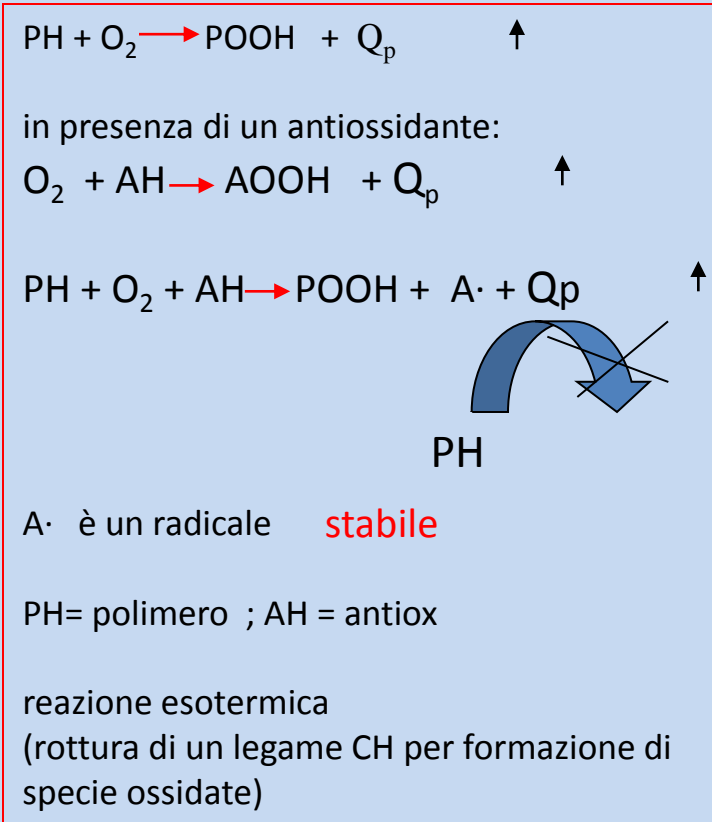 PH + O₂ → POOH + Qₚ ↑
in presenza di un antiossidante:
O₂ + AH → AOOH + Qₚ ↑
PH + O₂ + AH → POOH + A· + Qp ↑
PH
A· è un radicale stabile
PH= polimero ; AH = antiox
reazione esotermica
(rottura di un legame CH per formazione di
specie ossidate)